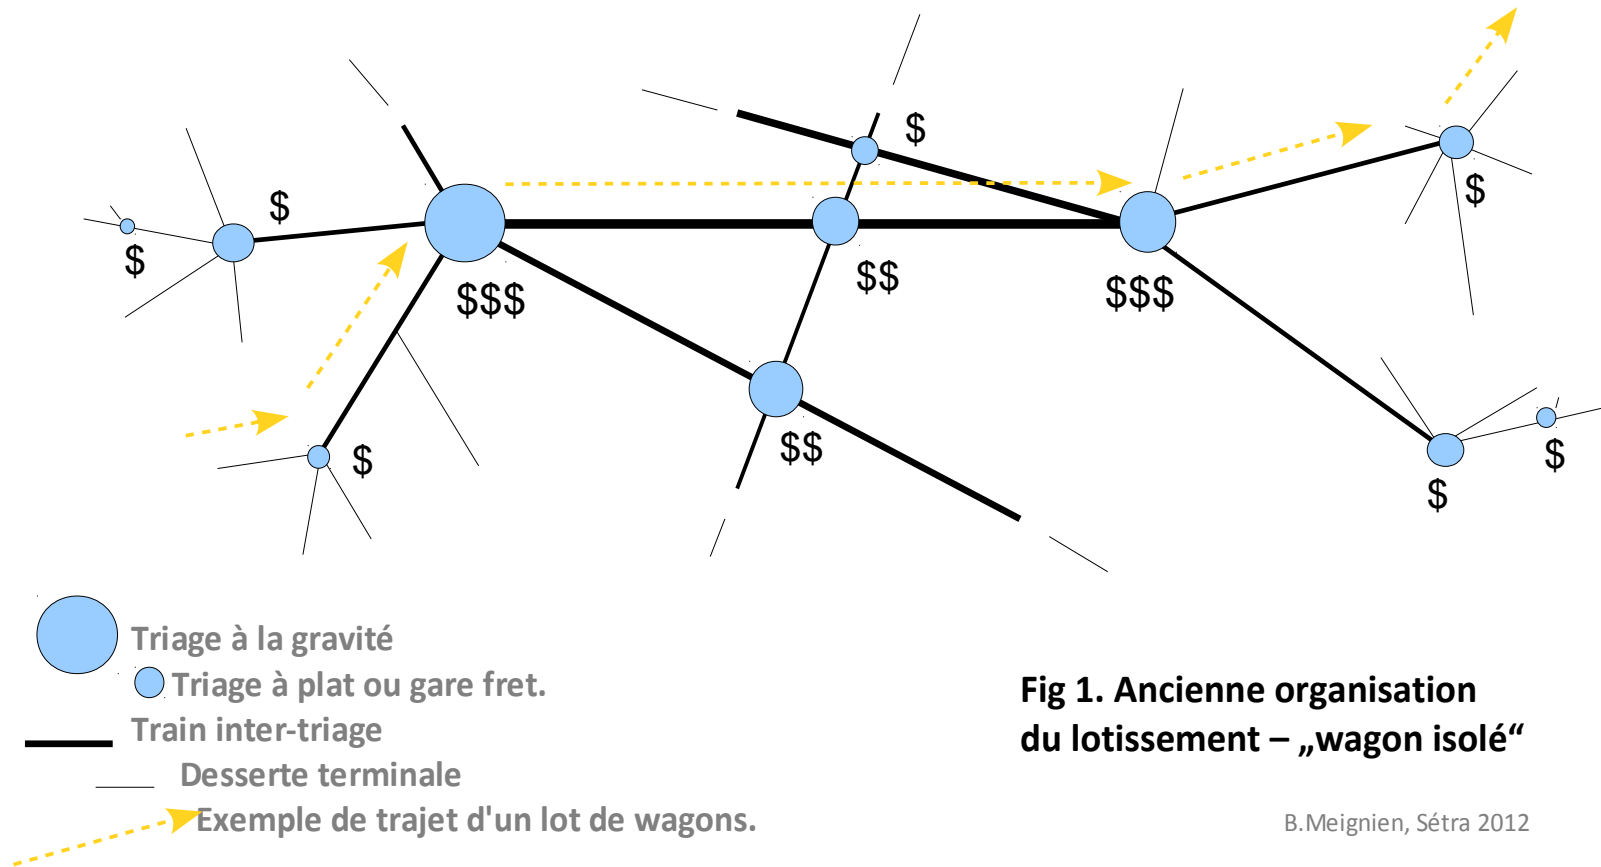 $
$
$
$
$$$
$$
$$$
$
$
$$
$
$
Triage à la gravité
Triage à plat ou gare fret.
Train inter-triage
Desserte terminale
Exemple de trajet d'un lot de wagons.
Fig 1. Ancienne organisation
du lotissement – „wagon isolé“
B.Meignien, Sétra 2012